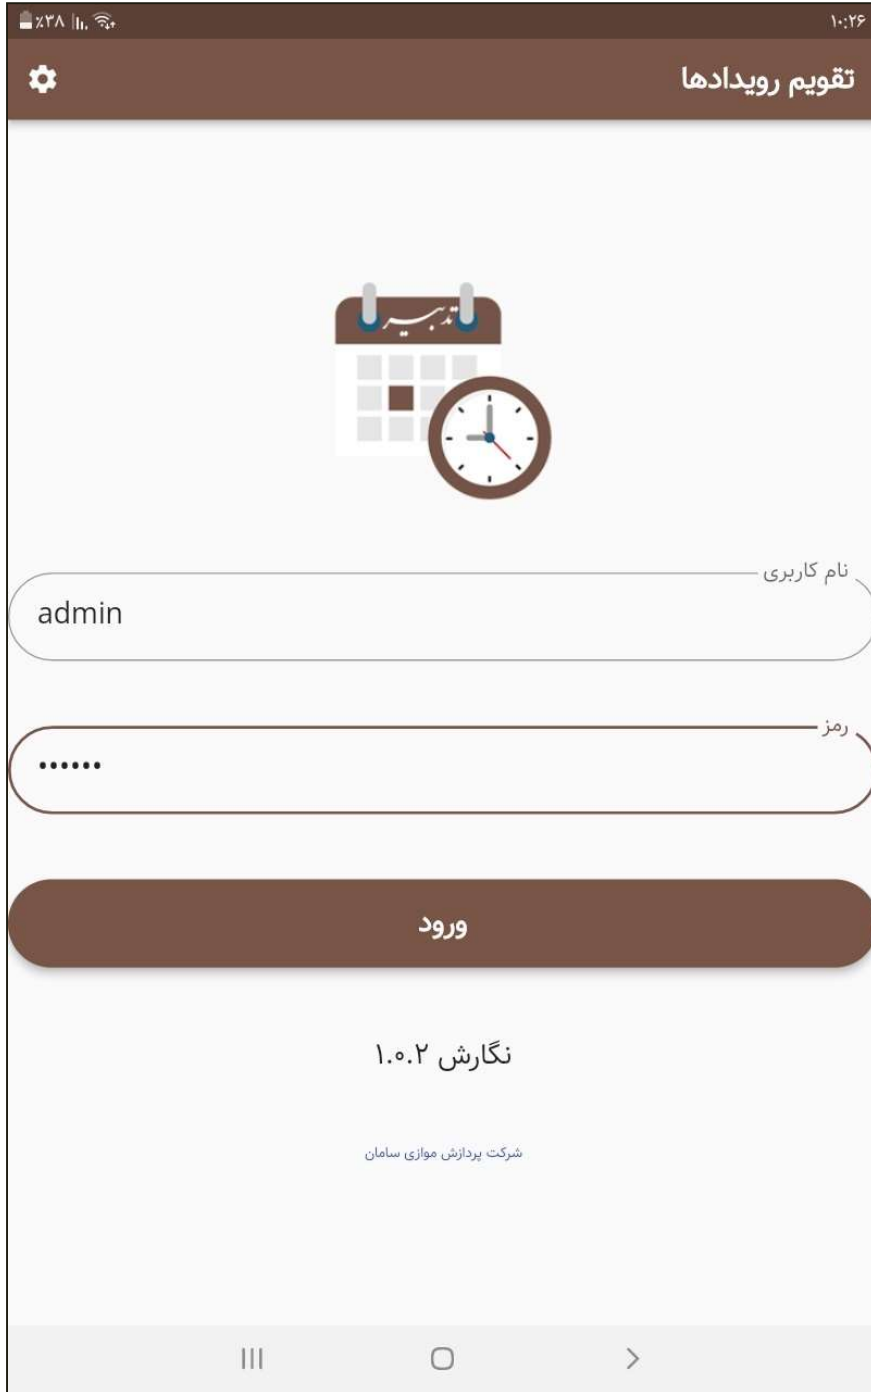 ۱۰:۲۶ ٪۳۸
تقویم رویدادها
تدبیر
نام کاربری
admin
رمز
••••••
ورود
نگارش ۱.۰.۲
شرکت پردازش موازی سامان